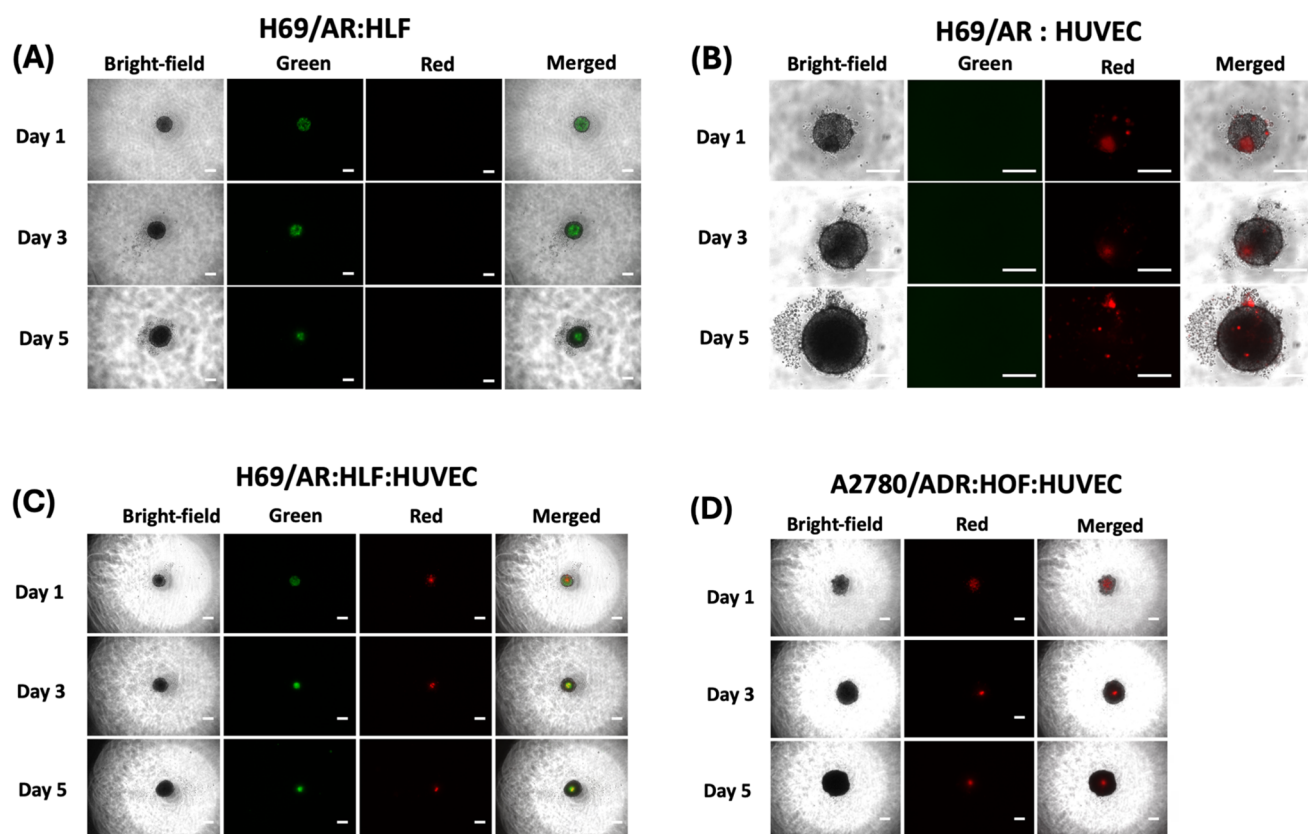 (A)
H69/AR:HLF
Bright-field Green Red Merged
Day 1
Day 3
Day 5
(B)
H69/AR : HUVEC
Bright-field Green Red Merged
Day 1
Day 3
Day 5
(C)
H69/AR:HLF:HUVEC
Bright-field Green Red Merged
Day 1
Day 3
Day 5
(D)
A2780/ADR:HOF:HUVEC
Bright-field Red Merged
Day 1
Day 3
Day 5